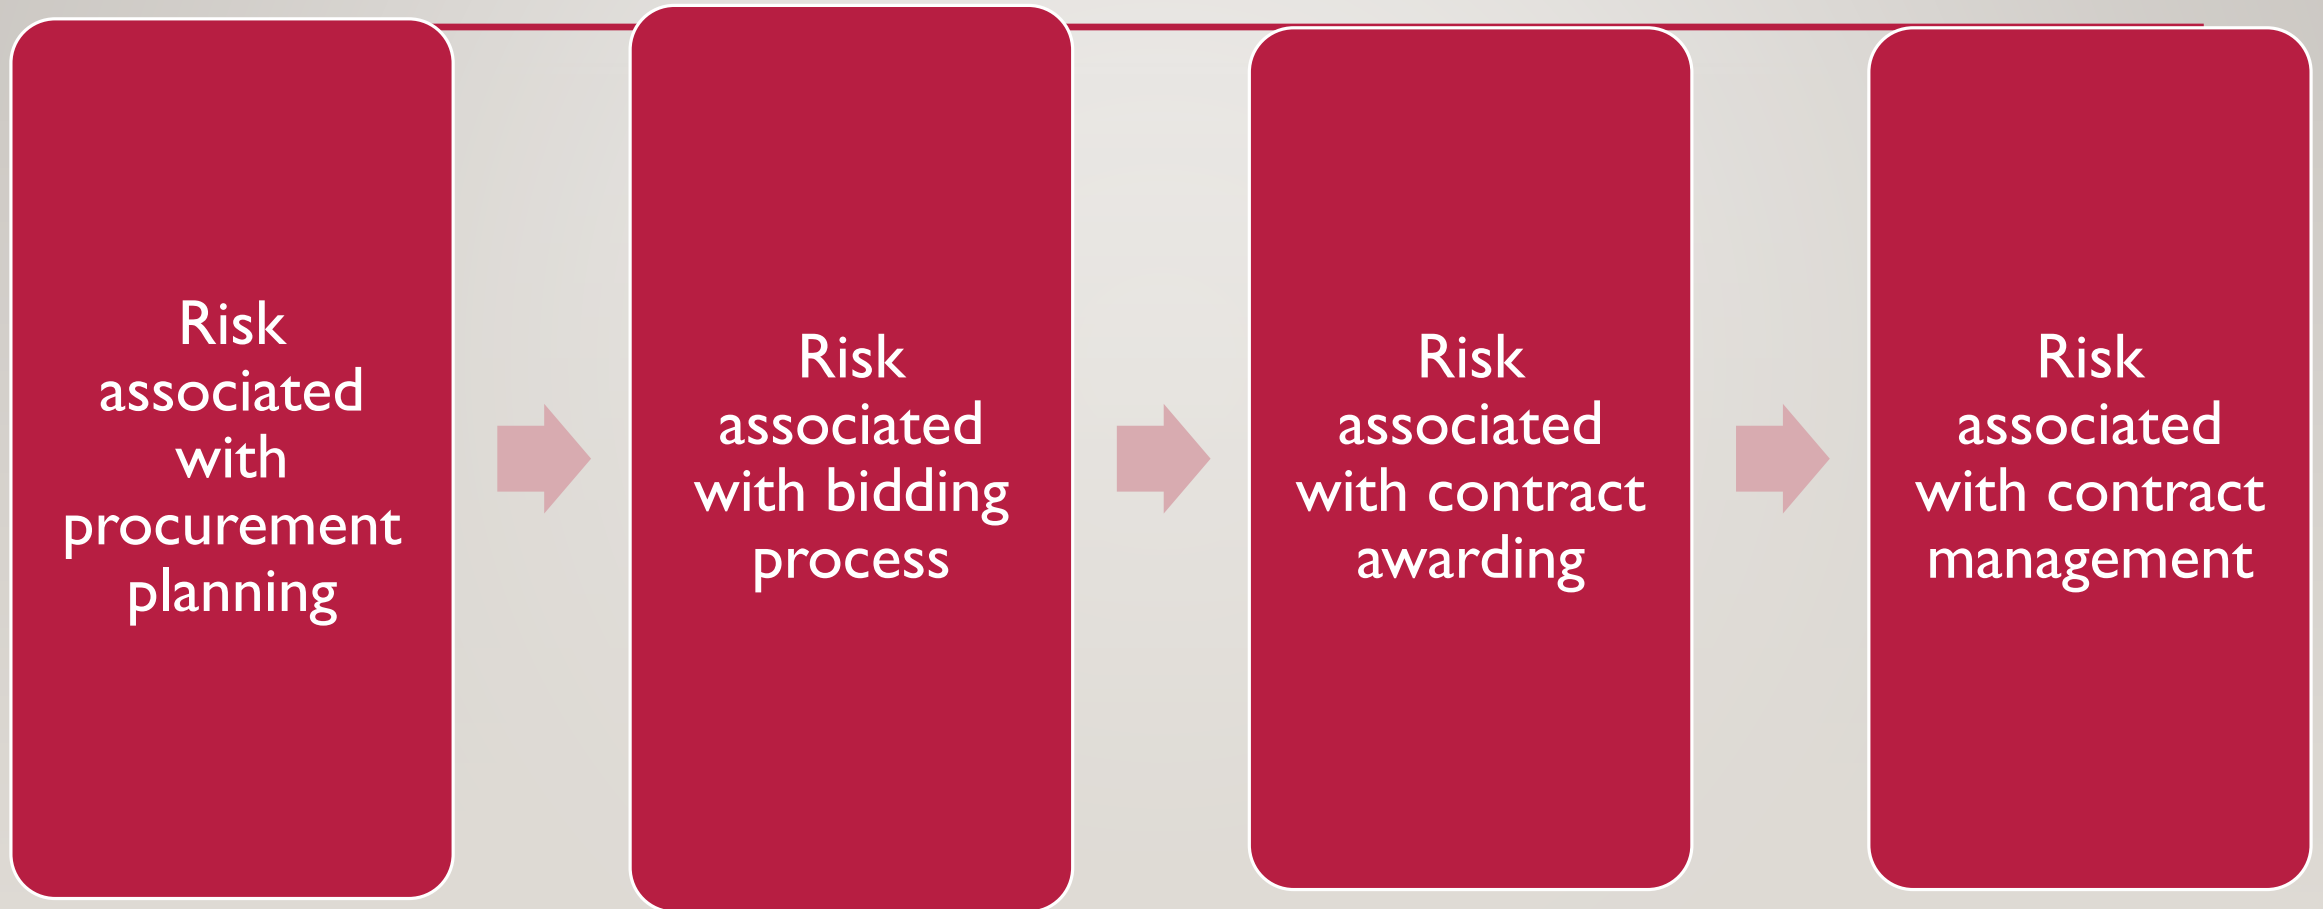 Risk
associated
with
procurement
planning
Risk
associated
with bidding
process
Risk
associated
with contract
awarding
Risk
associated
with contract
management